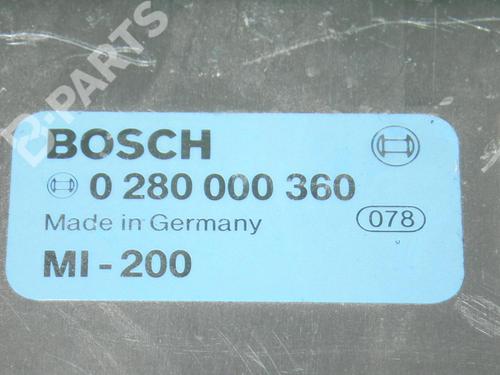 B-PARTS
BOSCH
0 280 000 360
Made in Germany
078
MI - 200